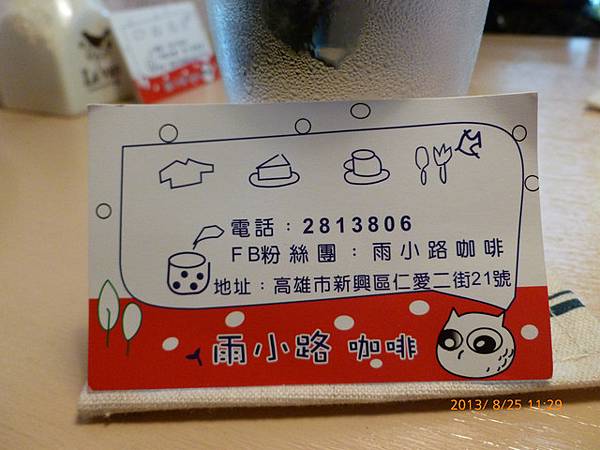 電話：2813806
FB粉絲團：雨小路咖啡
地址：高雄市新興區仁愛二街21號
雨小路 咖啡
2013/ 8/25 11:29